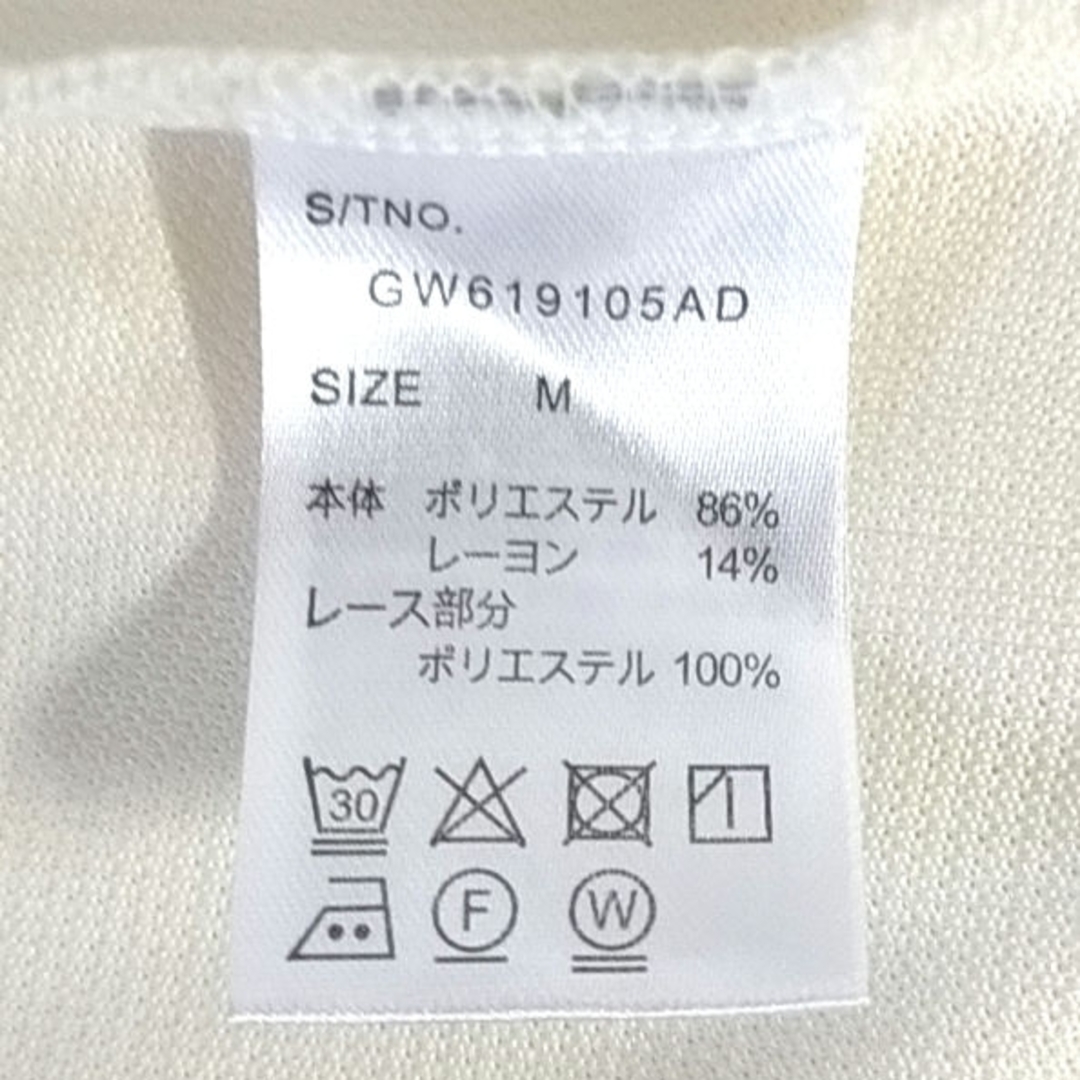 S/TNO.
GW619105AD
SIZE M
本体 ポリエステル 86%
レーヨン 14%
レース部分
ポリエステル 100%
30
F W